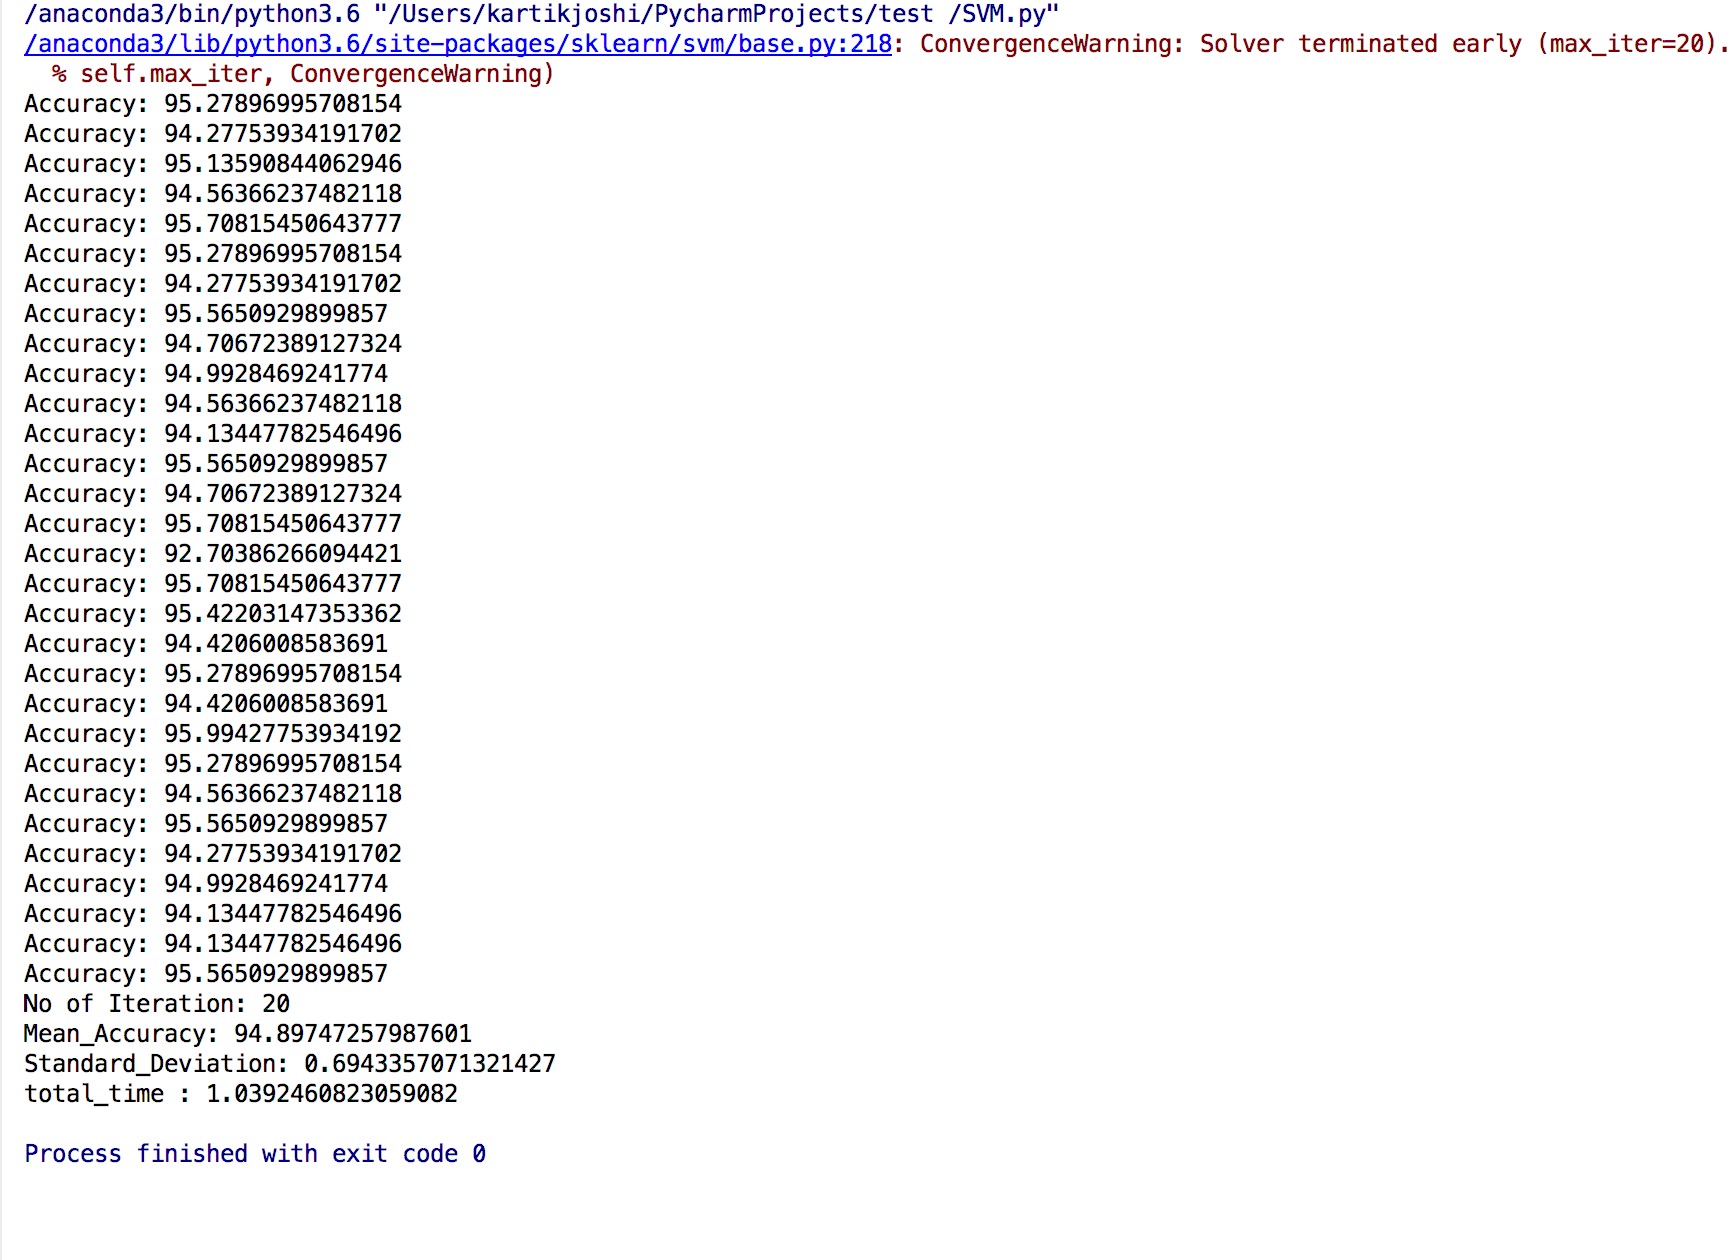 /anaconda3/bin/python3.6 "/Users/kartikjoshi/PycharmProjects/test /SVM.py"
/anaconda3/lib/python3.6/site-packages/sklearn/svm/base.py:218: ConvergenceWarning: Solver terminated early (max_iter=20).
  % self.max_iter, ConvergenceWarning)
Accuracy: 95.27896995708154
Accuracy: 94.27753934191702
Accuracy: 95.13590844062946
Accuracy: 94.56366237482118
Accuracy: 95.70815450643777
Accuracy: 95.27896995708154
Accuracy: 94.27753934191702
Accuracy: 95.5650929899857
Accuracy: 94.70672389127324
Accuracy: 94.9928469241774
Accuracy: 94.56366237482118
Accuracy: 94.13447782546496
Accuracy: 95.5650929899857
Accuracy: 94.70672389127324
Accuracy: 95.70815450643777
Accuracy: 92.70386266094421
Accuracy: 95.70815450643777
Accuracy: 95.42203147353362
Accuracy: 94.4206008583691
Accuracy: 95.27896995708154
Accuracy: 94.4206008583691
Accuracy: 95.99427753934192
Accuracy: 95.27896995708154
Accuracy: 94.56366237482118
Accuracy: 95.5650929899857
Accuracy: 94.27753934191702
Accuracy: 94.9928469241774
Accuracy: 94.13447782546496
Accuracy: 94.13447782546496
Accuracy: 95.5650929899857
No of Iteration: 20
Mean_Accuracy: 94.89747257987601
Standard_Deviation: 0.6943357071321427
total_time : 1.0392460823059082
Process finished with exit code 0